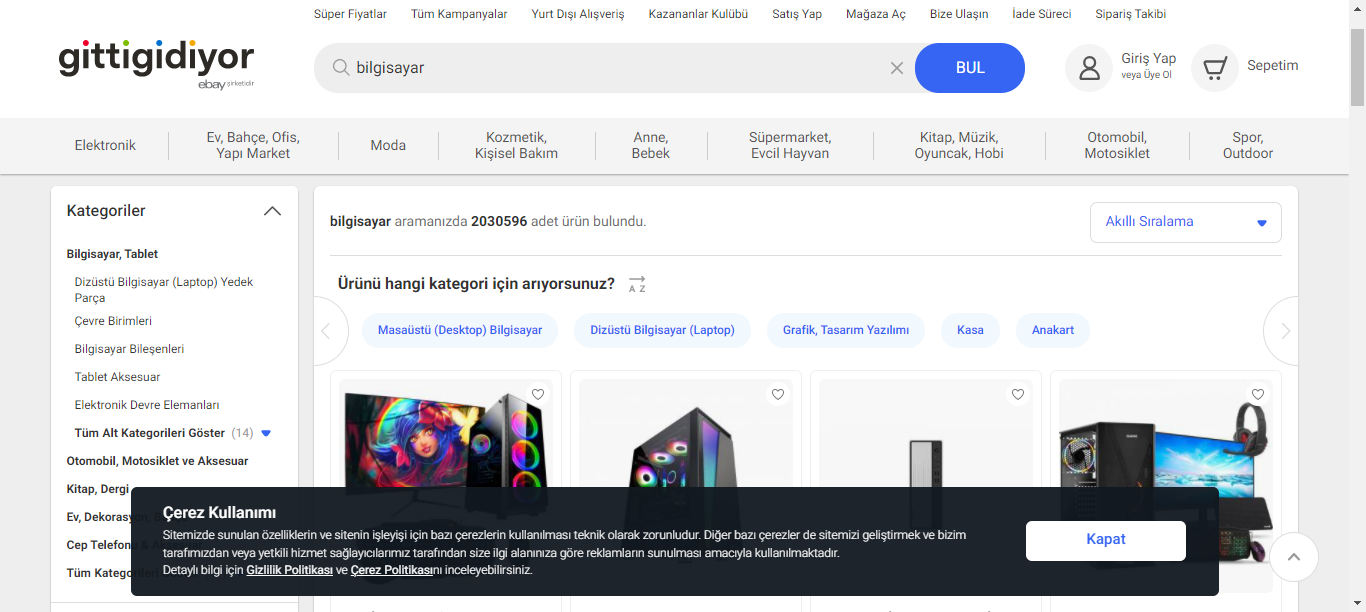 Süper Fiyatlar Tüm Kampanyalar Yurt Dışı Alışveriş Kazananlar Kulübü Satış Yap Mağaza Aç Bize Ulaşın İade Süreci Sipariş Takibi
gittigidiyor
ebay şirketidir
bilgisayar
BUL
Giriş Yap
veya Üye Ol
Sepetim
Elektronik
Ev, Bahçe, Ofis,
Yapı Market
Moda
Kozmetik,
Kişisel Bakım
Anne,
Bebek
Süpermarket,
Evcil Hayvan
Kitap, Müzik,
Oyuncak, Hobi
Otomobil,
Motosiklet
Spor,
Outdoor
Kategoriler
Bilgisayar, Tablet
Dizüstü Bilgisayar (Laptop) Yedek
Parça
Çevre Birimleri
Bilgisayar Bileşenleri
Tablet Aksesuar
Elektronik Devre Elemanları
Tüm Alt Kategorileri Göster (14)
Otomobil, Motosiklet ve Aksesuar
Kitap, Dergi
Ev, Dekorasyon,
Cep Telefonu & Aksesuar
Tüm Kategorileri
bilgisayar aramanızda 2030596 adet ürün bulundu.
Akıllı Sıralama
Ürünü hangi kategori için arıyorsunuz?
A Z
Masaüstü (Desktop) Bilgisayar
Dizüstü Bilgisayar (Laptop)
Grafik, Tasarım Yazılımı
Kasa
Anakart
Çerez Kullanımı
Sitemizde sunulan özelliklerin ve sitenin işleyişi için bazı çerezlerin kullanılması teknik olarak zorunludur. Diğer bazı çerezler de sitemizi geliştirmek ve bizim
tarafımızdan veya yetkili hizmet sağlayıcılarımız tarafından size ilgi alanınıza göre reklamların sunulması amacıyla kullanılmaktadır.
Detaylı bilgi için Gizlilik Politikası ve Çerez Politikasını inceleyebilirsiniz.
Kapat